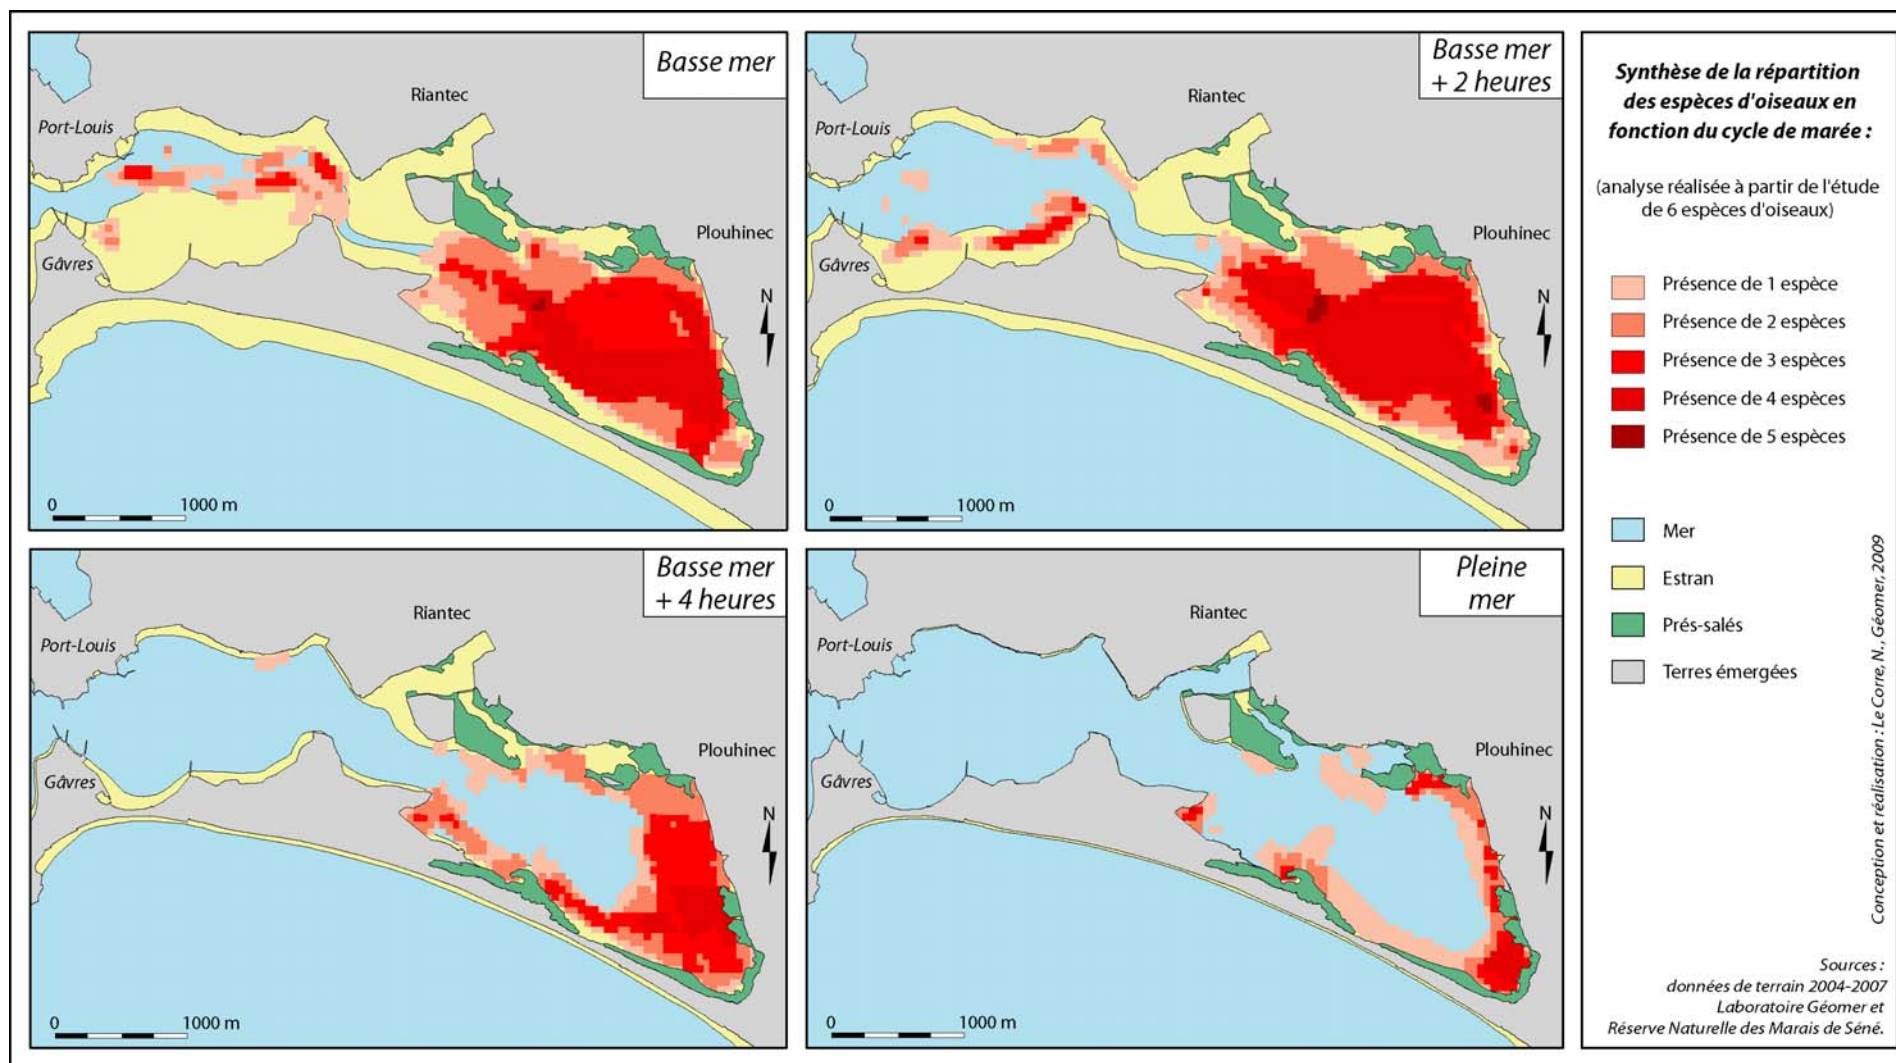 Basse mer
Riantec
Port-Louis
Plouhinec
Gâvres
N
0 1000 m
Basse mer
+ 2 heures
Riantec
Port-Louis
Plouhinec
Gâvres
N
0 1000 m
Basse mer
+ 4 heures
Riantec
Port-Louis
Plouhinec
Gâvres
N
0 1000 m
Pleine
mer
Riantec
Port-Louis
Plouhinec
Gâvres
N
0 1000 m
Synthèse de la répartition
des espèces d'oiseaux en
fonction du cycle de marée :
(analyse réalisée à partir de l'étude
de 6 espèces d'oiseaux)
Présence de 1 espèce
Présence de 2 espèces
Présence de 3 espèces
Présence de 4 espèces
Présence de 5 espèces
Mer
Estran
Prés-salés
Terres émergées
Conception et réalisation : Le Corre, N., Géomer, 2009
Sources :
données de terrain 2004-2007
Laboratoire Géomer et
Réserve Naturelle des Marais de Séné.